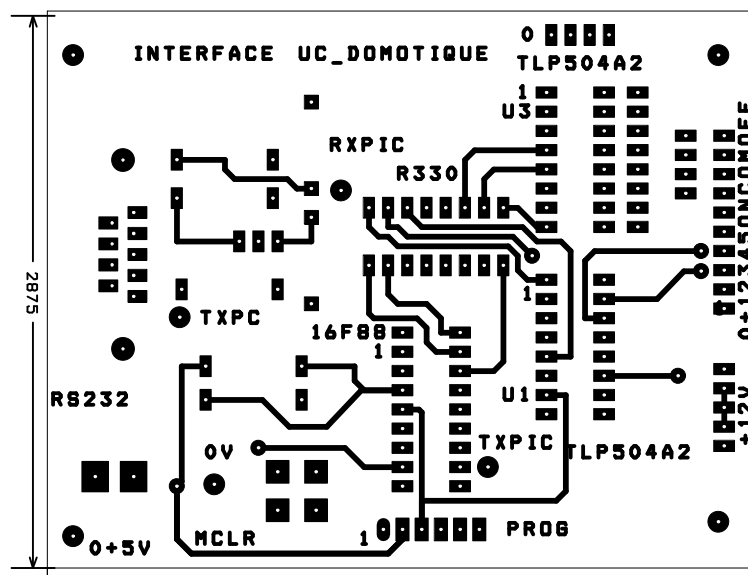 INTERFACE UC_DOMOTIQUE
0
TLP504A2
1
U3
RXPIC
R330
0+12345ONCOMOFF
2875
1
TXPC
16F88
1
RS232
U1
+12V
0V
TXPIC
TLP504A2
0+5V
MCLR
1
PROG